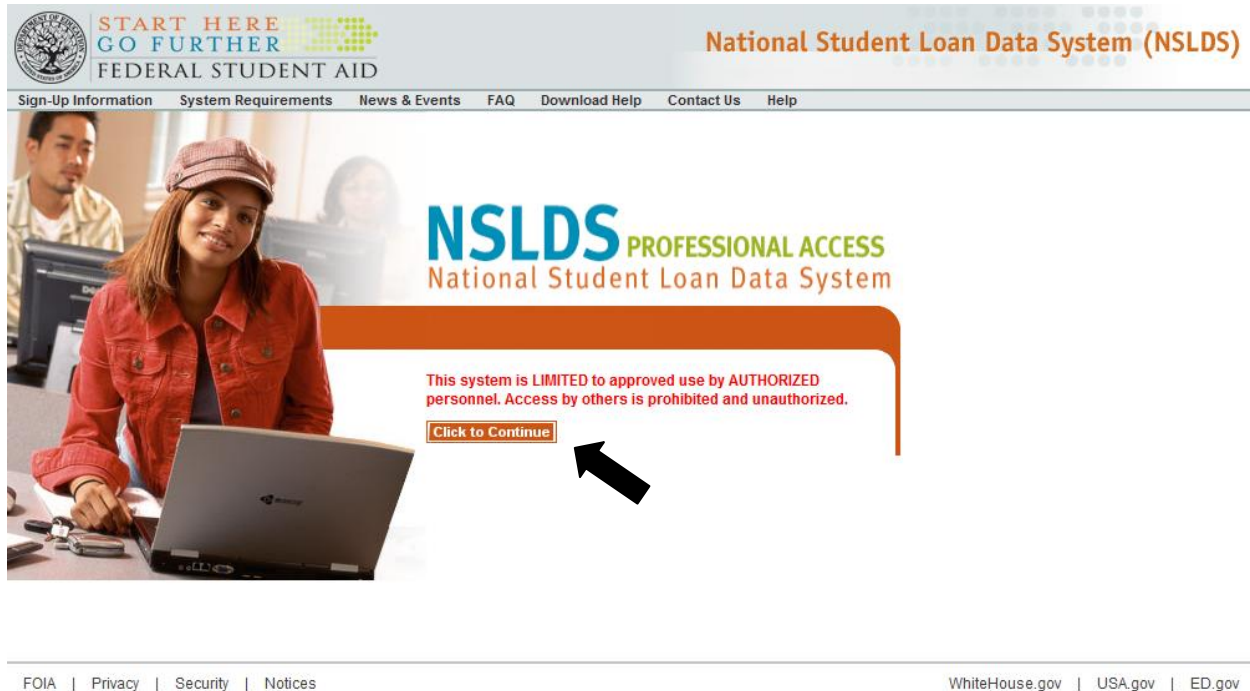 START HERE
GO FURTHER
FEDERAL STUDENT AID
National Student Loan Data System (NSLDS)
Sign-Up Information System Requirements News & Events FAQ Download Help Contact Us Help
NSLDS PROFESSIONAL ACCESS
National Student Loan Data System
This system is LIMITED to approved use by AUTHORIZED
personnel. Access by others is prohibited and unauthorized.
Click to Continue
FOIA | Privacy | Security | Notices
WhiteHouse.gov | USA.gov | ED.gov